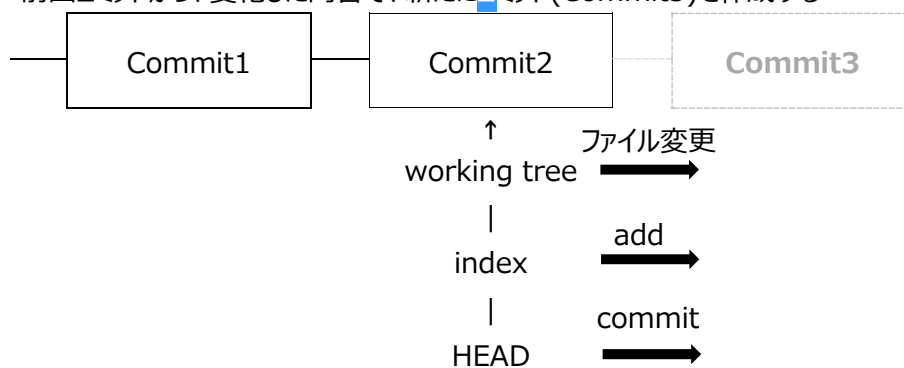 Commit1
Commit2
Commit3
↑
ファイル変更
working tree
|
add
index
|
commit
HEAD